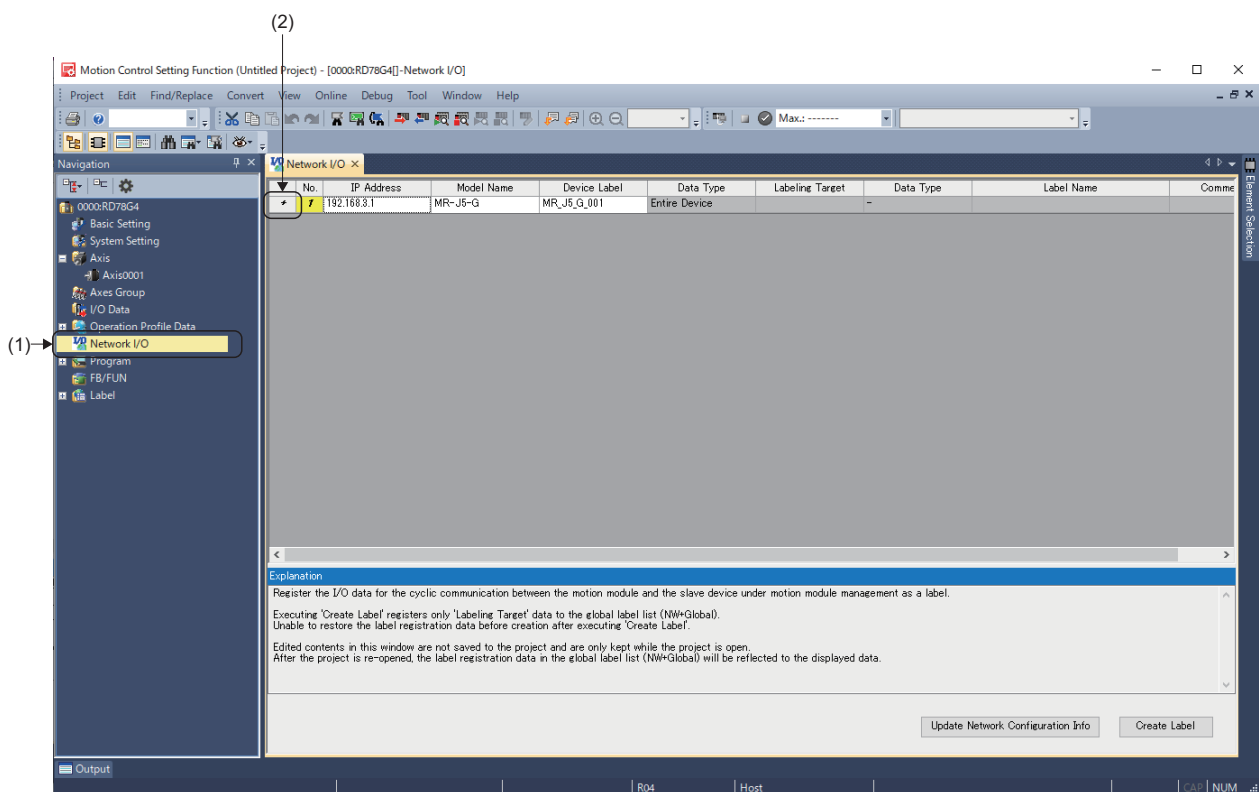 (2)
Motion Control Setting Function (Untitled Project) - [0000:RD78G4[]-Network I/O]
Project Edit Find/Replace Convert View Online Debug Tool Window Help
Max.: -------
Navigation
Network I/O
No. IP Address Model Name Device Label Data Type Labeling Target Data Type Label Name Comme
1 192.168.3.1 MR-J5-G MR_J5_G_001 Entire Device -
Element Selection
0000:RD78G4
Basic Setting
System Setting
Axis
Axis0001
Axes Group
I/O Data
Operation Profile Data
(1)
Network I/O
Program
FB/FUN
Label
Explanation
Register the I/O data for the cyclic communication between the motion module and the slave device under motion module management as a label.
Executing 'Create Label' registers only 'Labeling Target' data to the global label list (NW+Global).
Unable to restore the label registration data before creation after executing 'Create Label'.
Edited contents in this window are not saved to the project and are only kept while the project is open.
After the project is re-opened, the label registration data in the global label list (NW+Global) will be reflected to the displayed data.
Update Network Configuration Info Create Label
Output
R04 Host CAP NUM